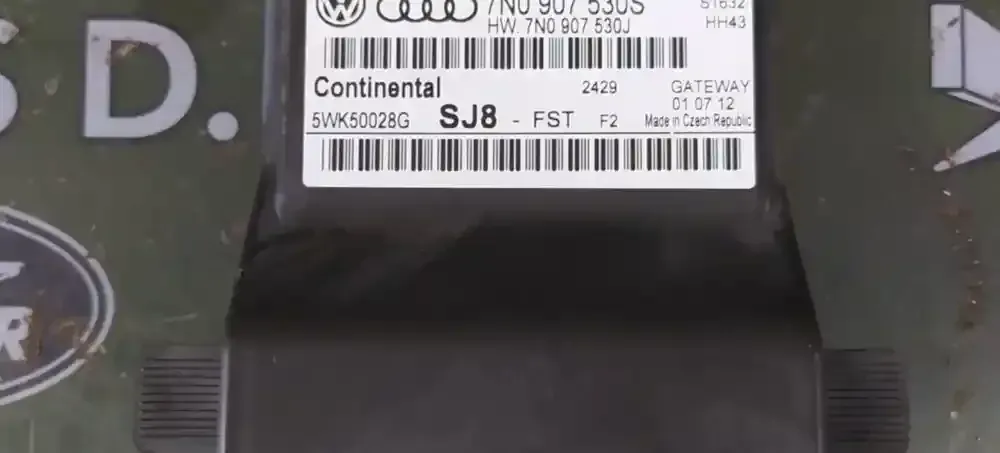 7N0 907 530S
S1632
HW. 7N0 907 530J
HH43
Continental
2429
GATEWAY
01 07 12
5WK50028G SJ8 - FST F2
Made in Czech Republic
S D.
R